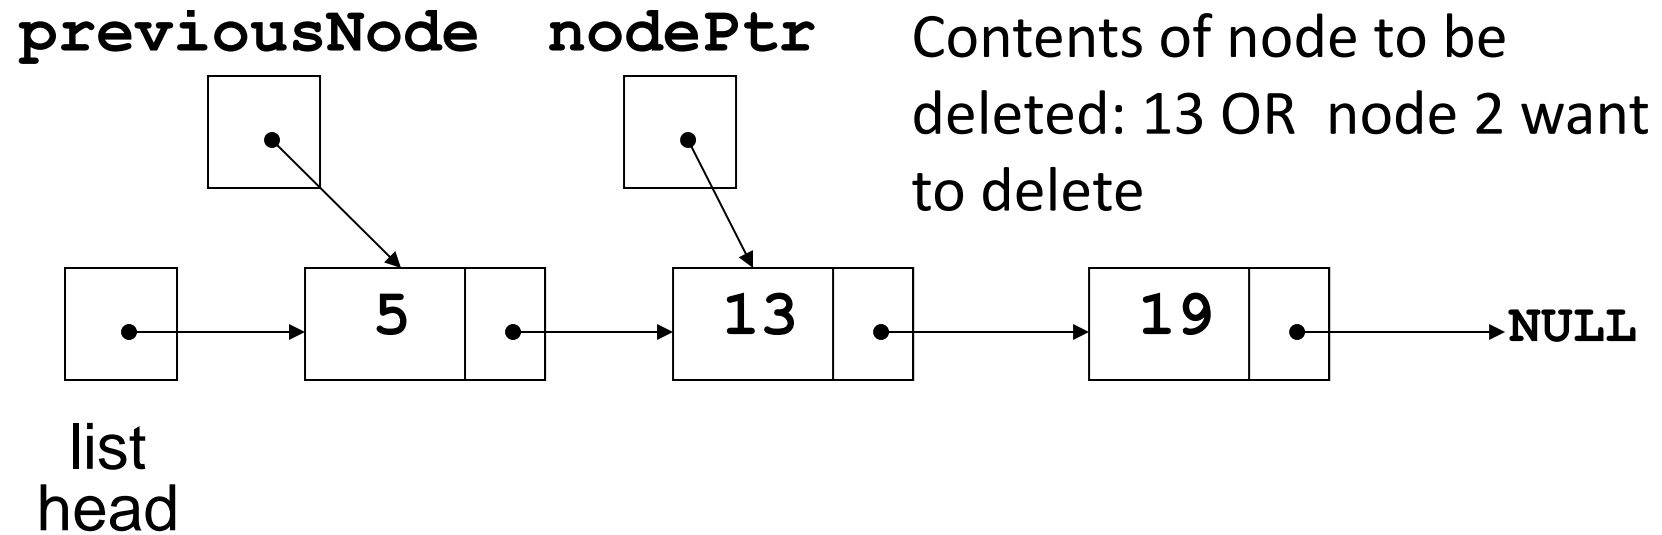 previousNode nodePtr
Contents of node to be
deleted: 13 OR node 2 want
to delete
5 13 19 NULL
list
head